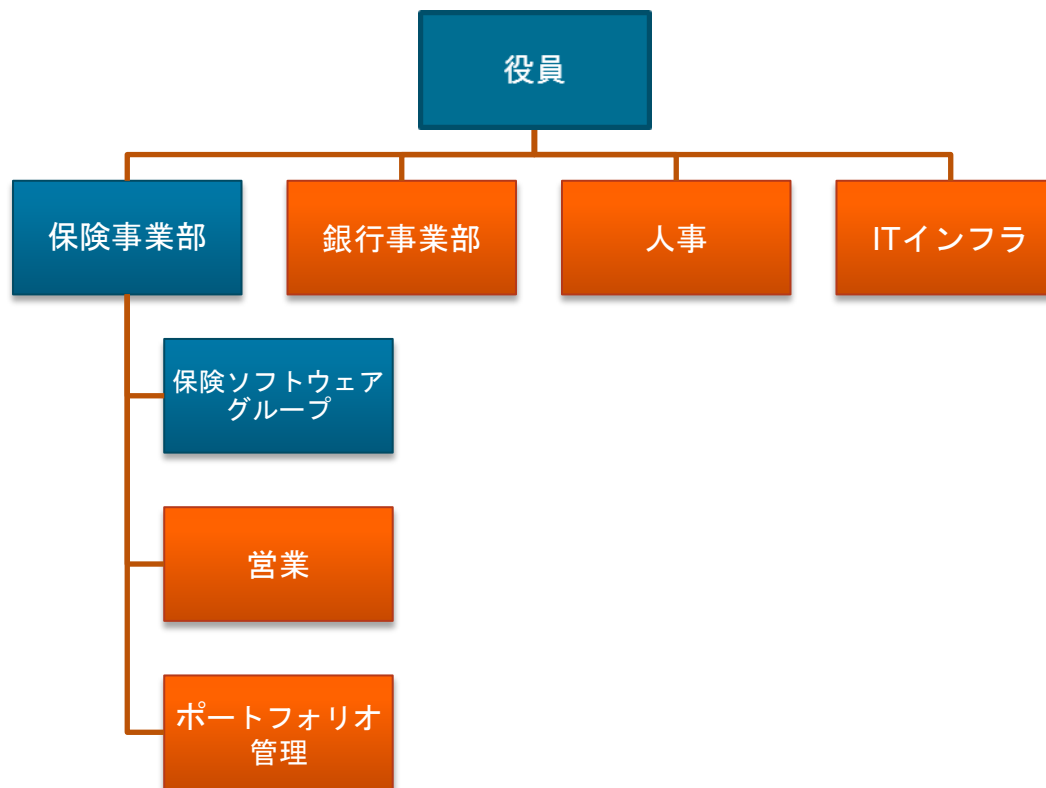 役員
保険事業部
銀行事業部
人事
ITインフラ
保険ソフトウェア
グループ
営業
ポートフォリオ
管理